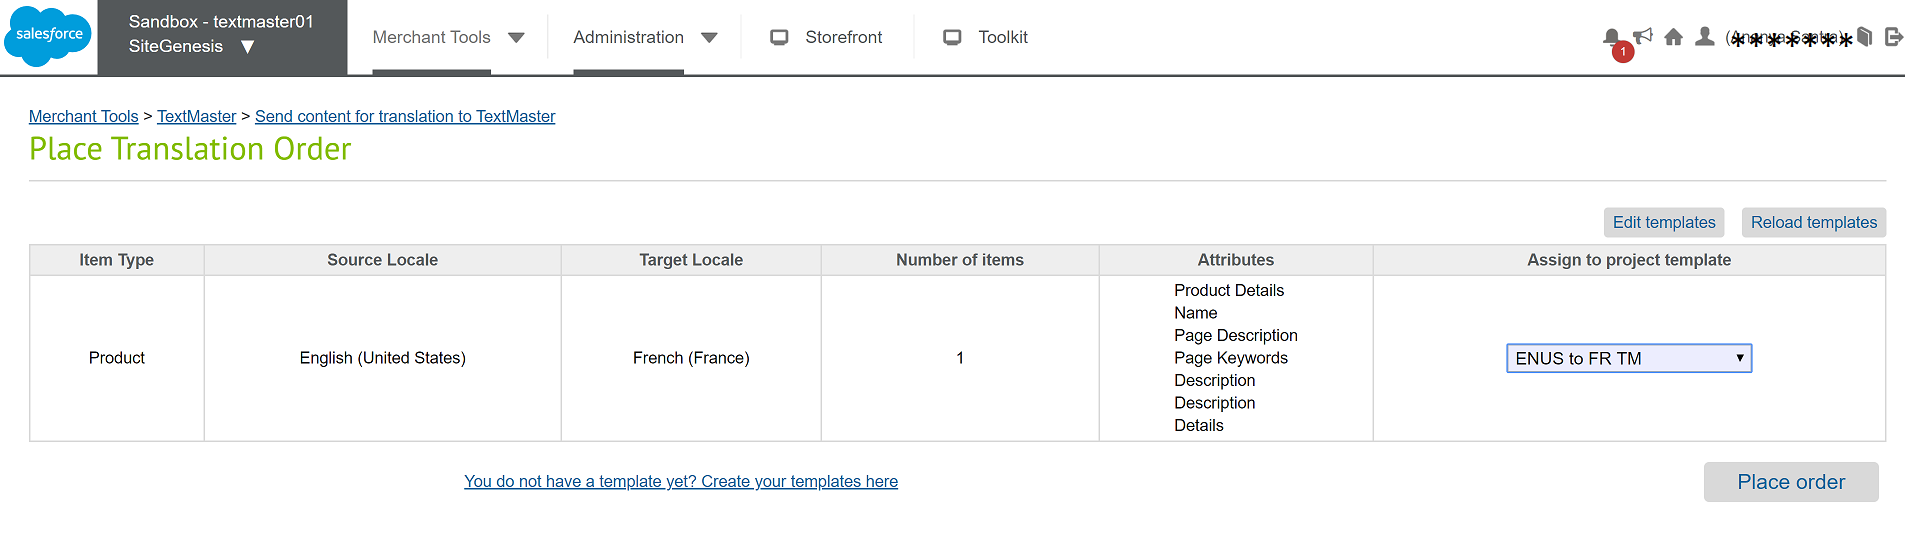 salesforce
Sandbox - textmaster01
SiteGenesis ▼
Merchant Tools
Administration
Storefront
Toolkit
1
Merchant Tools > TextMaster > Send content for translation to TextMaster
Place Translation Order
Edit templates
Reload templates
Item Type
Source Locale
Target Locale
Number of items
Attributes
Assign to project template
Product
English (United States)
French (France)
1
Product Details
Name
Page Description
Page Keywords
Description
Description
Details
ENUS to FR TM
You do not have a template yet? Create your templates here
Place order